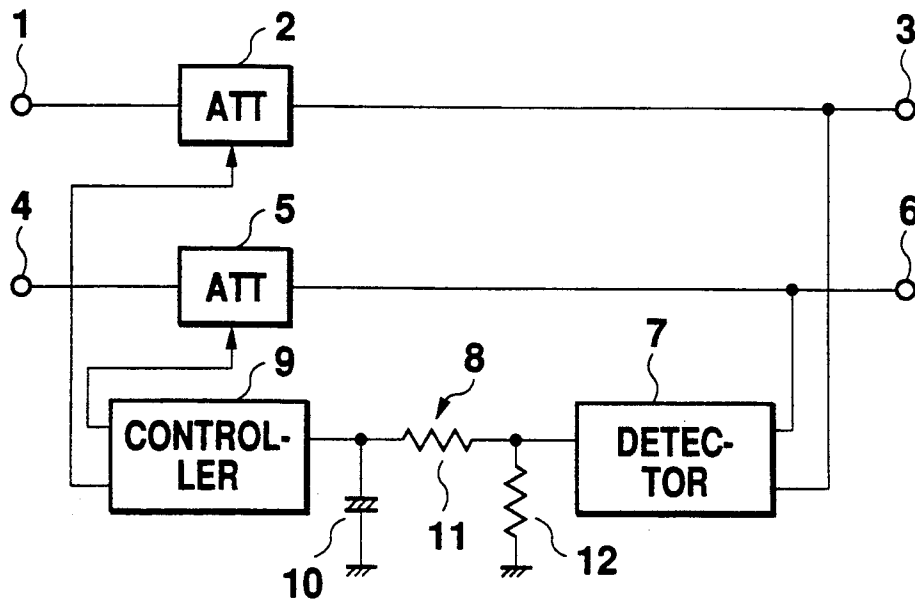 1 2 3
ATT
4 5 6
ATT
9 8 7
CONTROL-
LER
DETEC-
TOR
10 11 12